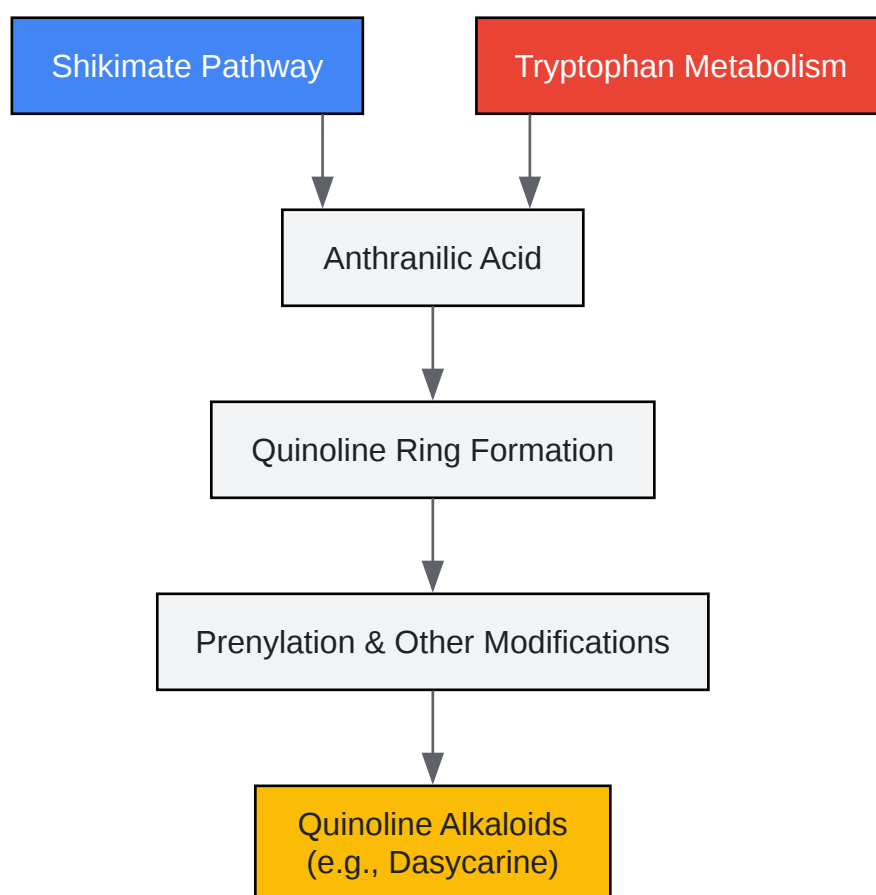 Shikimate Pathway
Tryptophan Metabolism
Anthranilic Acid
Quinoline Ring Formation
Prenylation & Other Modifications
Quinoline Alkaloids
(e.g., Dasycarine)